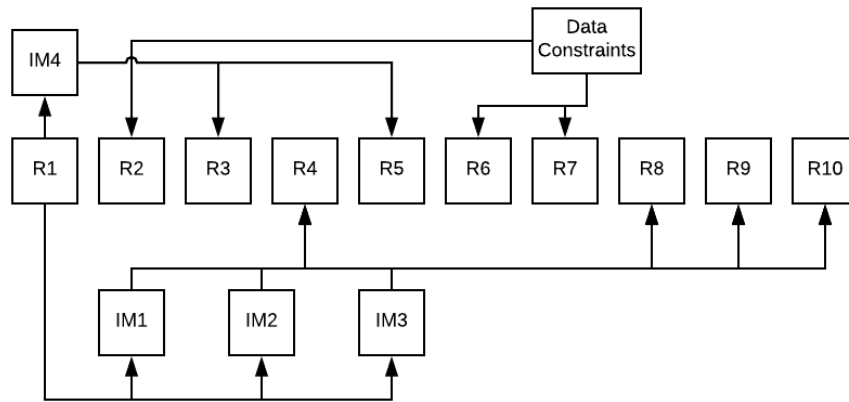 Data
Constraints
IM4
R1
R2
R3
R4
R5
R6
R7
R8
R9
R10
IM1
IM2
IM3